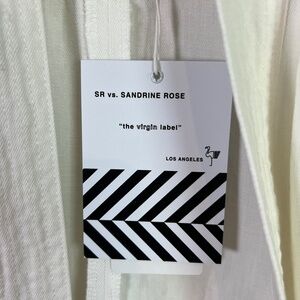 SR vs. SANDRINE ROSE
"the virgin label"
LOS ANGELES